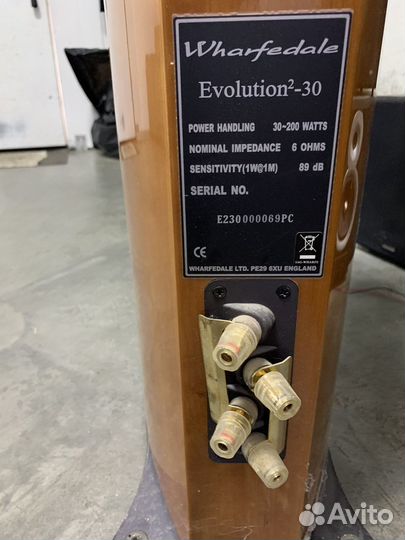 Wharfedale
Evolution²-30
POWER HANDLING 30~200 WATTS
NOMINAL IMPEDANCE 6 OHMS
SENSITIVITY(1W@1M) 89 dB
SERIAL NO.
E230000069PC
CE
WHARFEDALE LTD. PE29 6XU ENGLAND
Avito